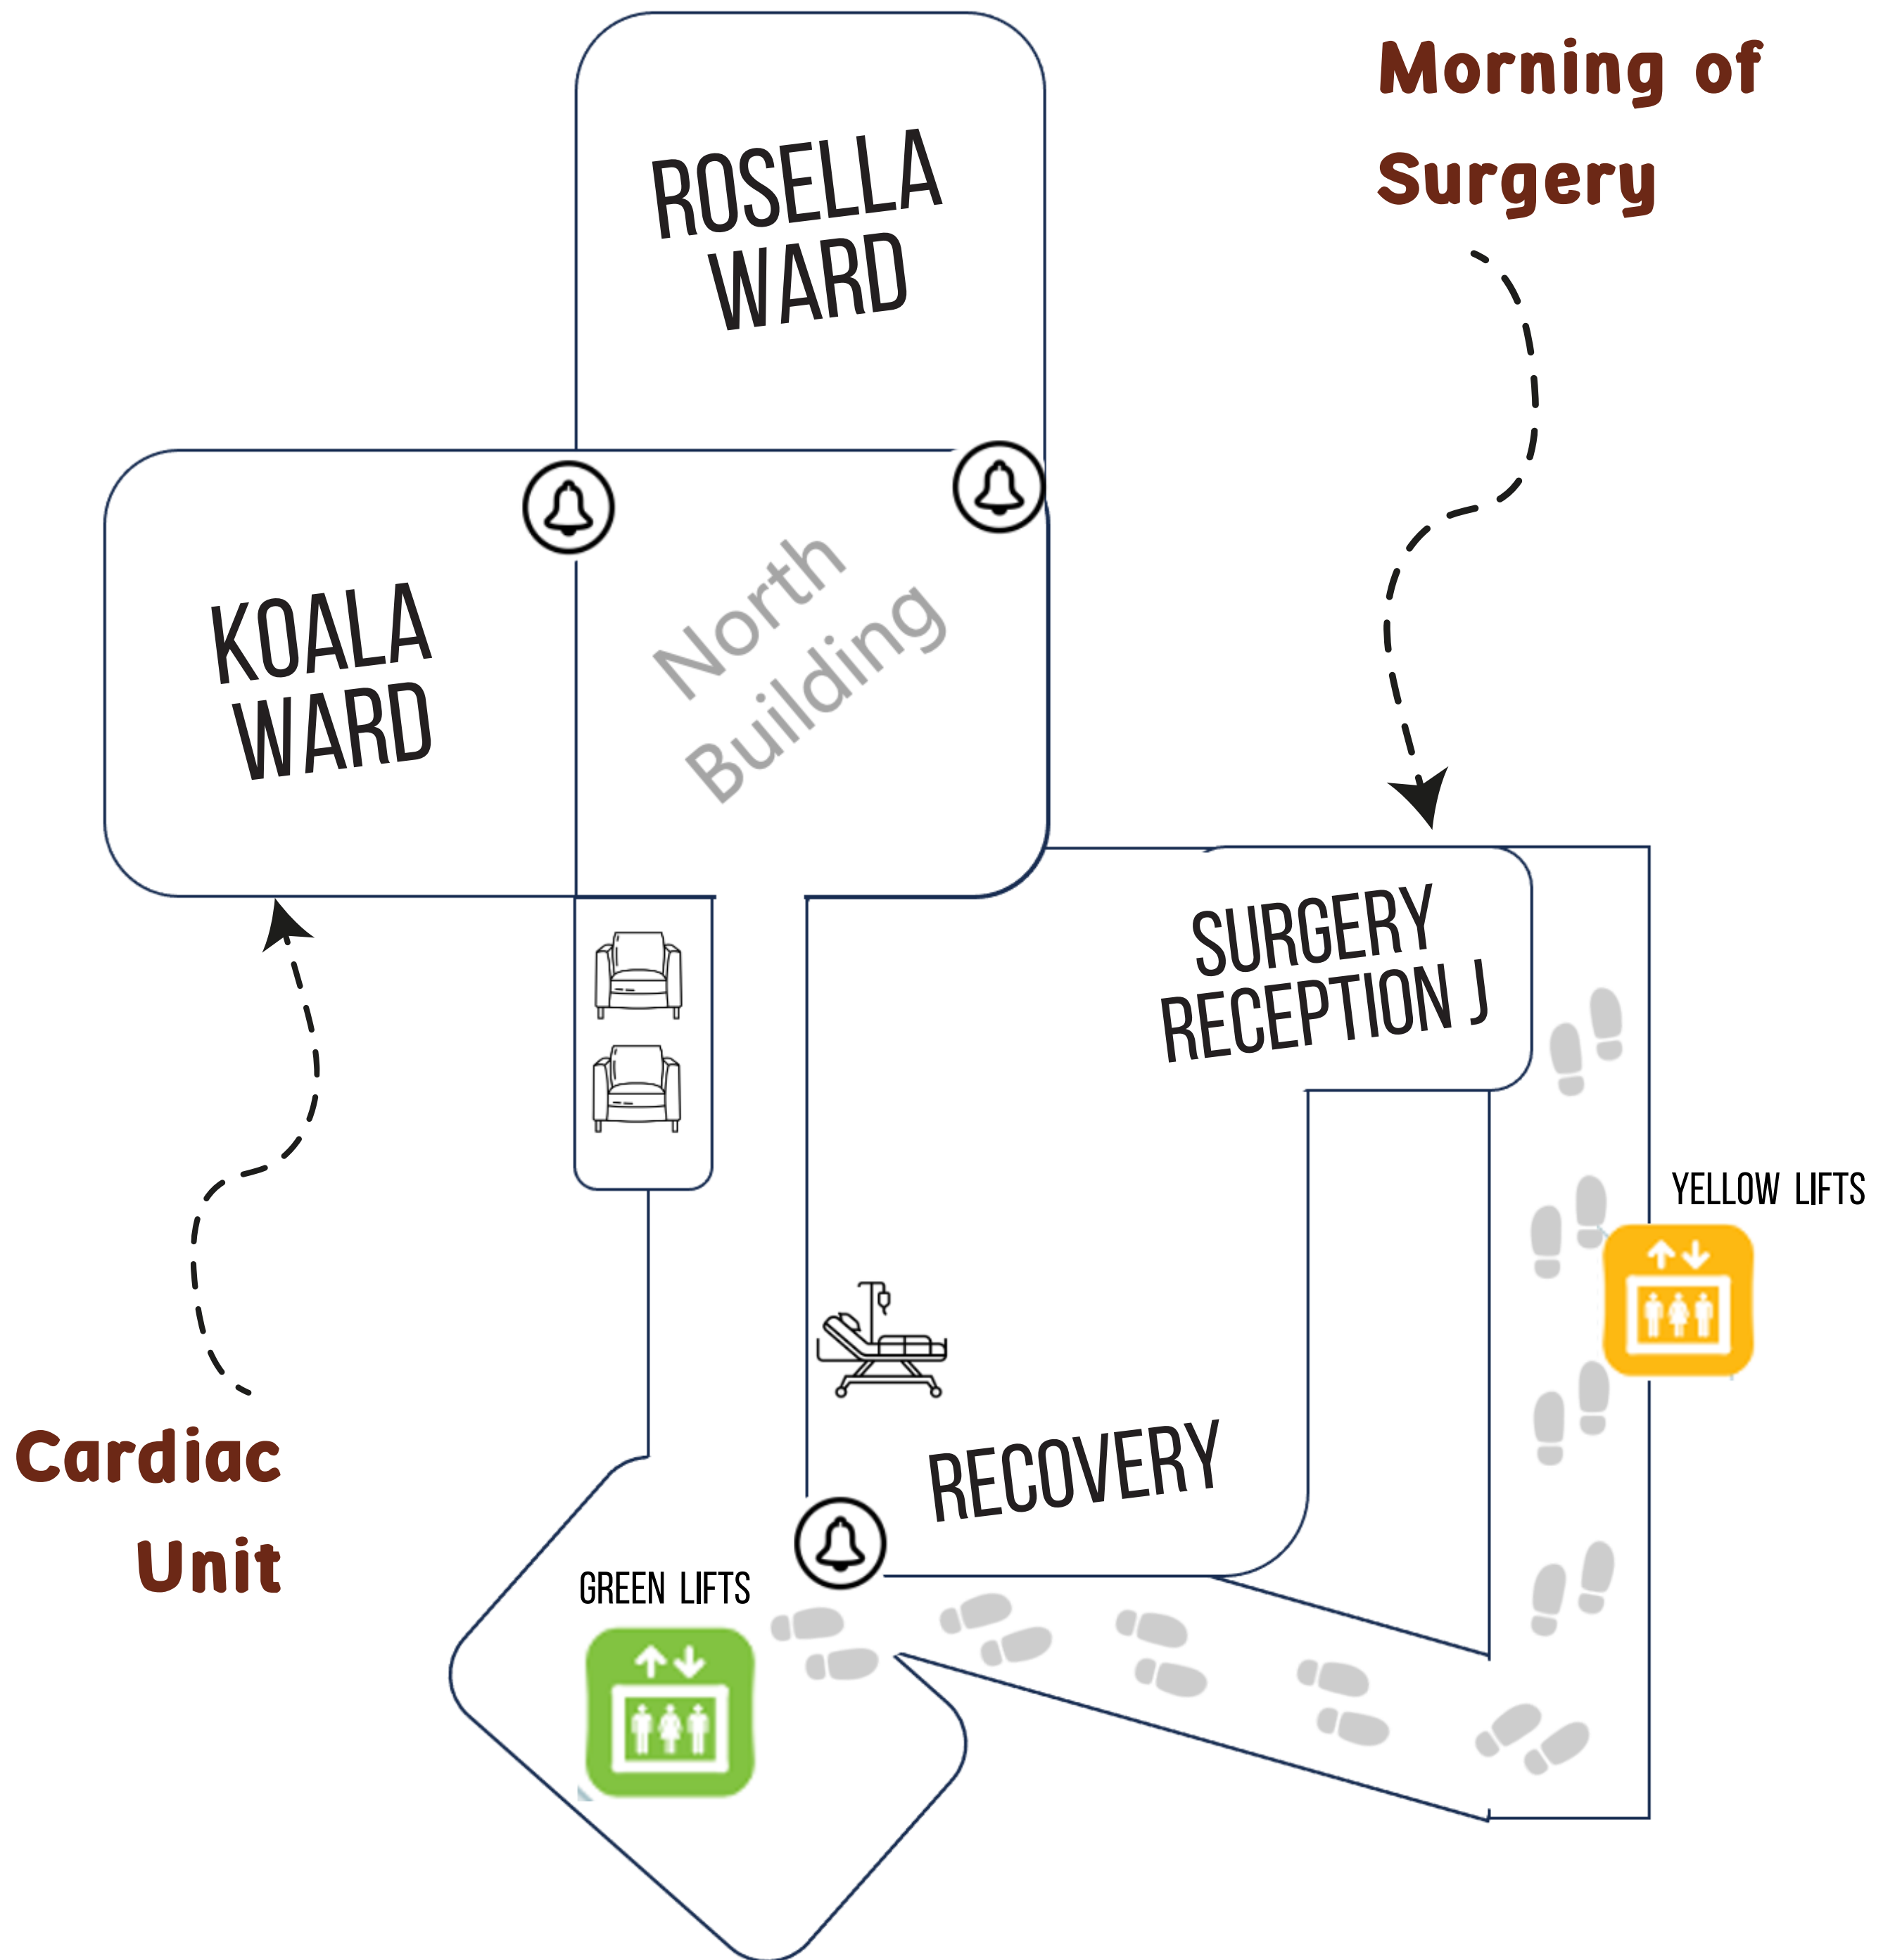 Morning of
Surgery
ROSELLA
WARD
KOALA
WARD
North
Building
SURGERY
RECEPTION J
YELLOW LIFTS
RECOVERY
Cardiac
Unit
GREEN LIFTS